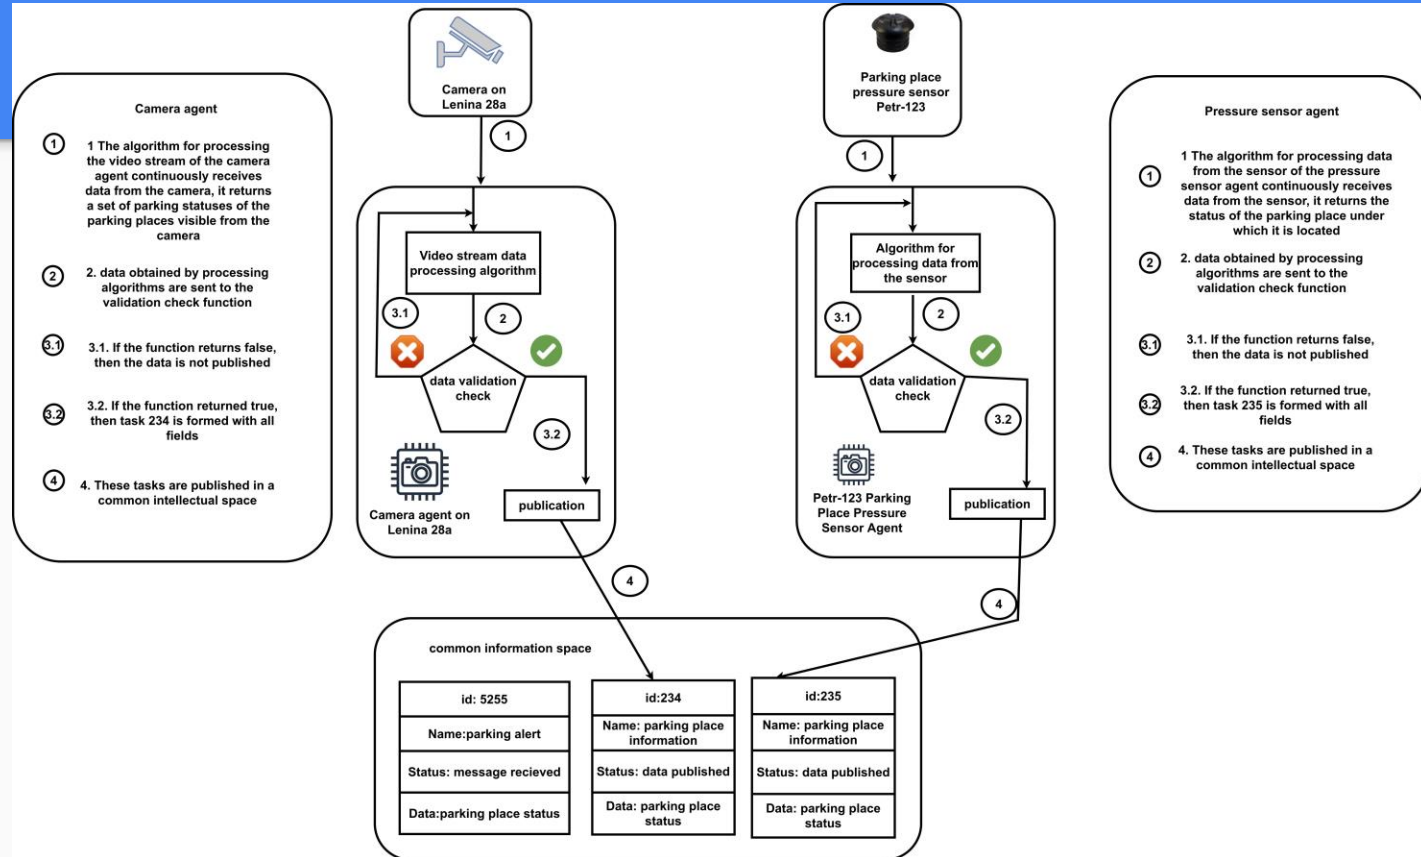 Camera agent
1
1 The algorithm for processing
the video stream of the camera
agent continuously receives
data from the camera, it returns
a set of parking statuses of the
parking places visible from the
camera
2
2. data obtained by processing
algorithms are sent to the
validation check function
3.1
3.1. If the function returns false,
then the data is not published
3.2
3.2. If the function returned true,
then task 234 is formed with all
fields
4
4. These tasks are published in a
common intellectual space
Camera on
Lenina 28a
1
Video stream data
processing algorithm
3.1
2
data validation
check
3.2
Camera agent on
Lenina 28a
publication
4
Parking place
pressure sensor
Petr-123
1
Algorithm for
processing data from
the sensor
3.1
2
data validation
check
3.2
Petr-123 Parking
Place Pressure
Sensor Agent
publication
4
Pressure sensor agent
1
1 The algorithm for processing data
from the sensor of the pressure
sensor agent continuously receives
data from the sensor, it returns the
status of the parking place under
which it is located
2
2. data obtained by processing
algorithms are sent to the
validation check function
3.1
3.1. If the function returns false,
then the data is not published
3.2
3.2. If the function returned true,
then task 235 is formed with all
fields
4
4. These tasks are published in a
common intellectual space
common information space
id: 5255
Name:parking alert
Status: message recieved
Data:parking place status
id:234
Name: parking place
information
Status: data published
Data: parking place
status
id:235
Name: parking place
information
Status: data published
Data: parking place
status